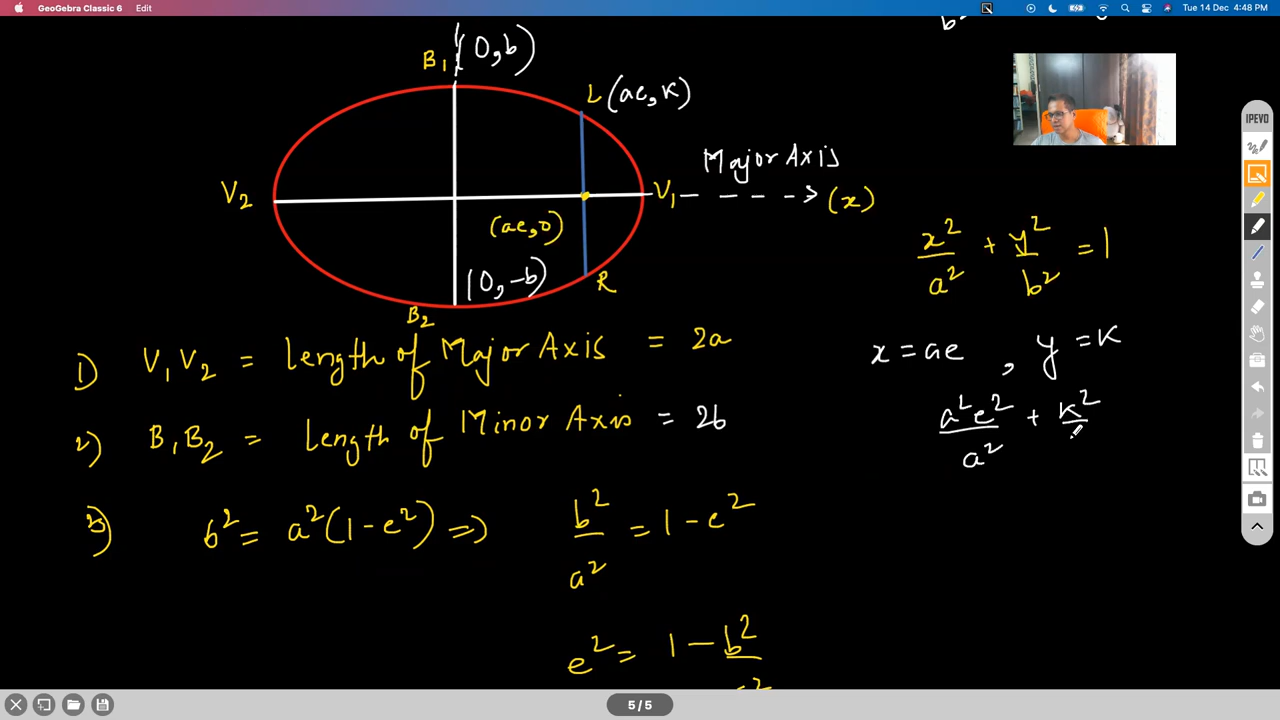 GeoGebra Classic 6 Edit
Tue 14 Dec 4:48 PM
B₁ (0, b)
L (ae, K)
IPEVO
Major Axis
V₂
V₁
(x)
(ae, 0)
(0, -b)
R
B₂
x²/a² + y²/b² = 1
1) V₁V₂ = length of Major Axis = 2a
x = ae , y = K
a²e²/a² + K²
2) B₁B₂ = length of Minor Axis = 2b
3) b² = a²(1 - e²) => b²/a² = 1 - e²
e² = 1 - b²
5/5